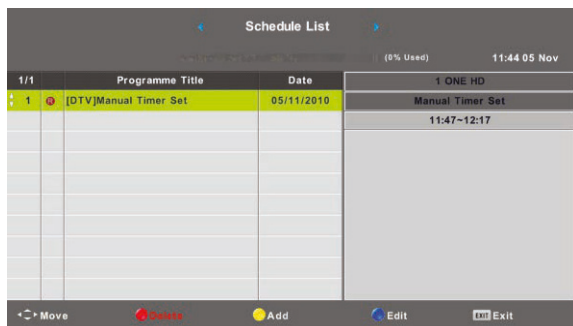 Schedule List
(0% Used) 11:44 05 Nov
1/1 Programme Title Date
1 ONE HD
1 [DTV]Manual Timer Set 05/11/2010
Manual Timer Set
11:47~12:17
Move Delete Add Edit EXIT Exit